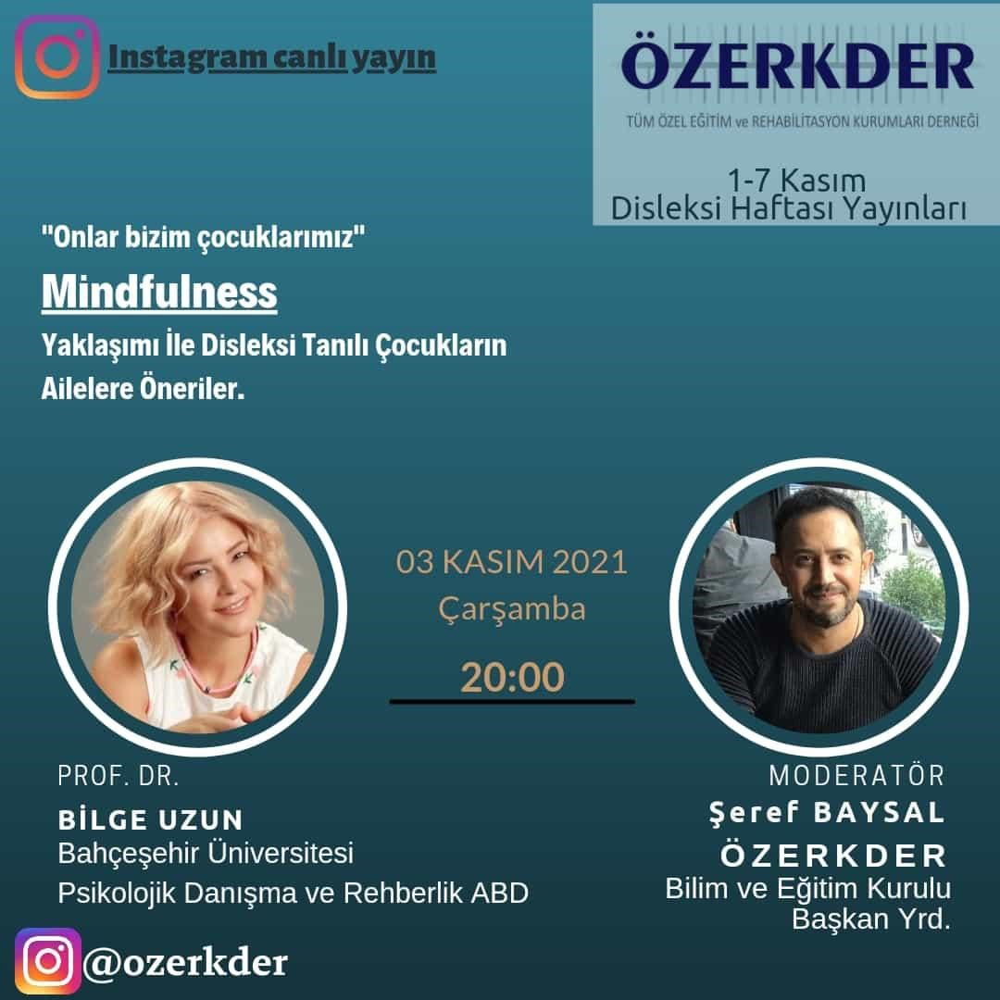 Instagram canlı yayın
ÖZERKDER
TÜM ÖZEL EĞİTİM ve REHABİLİTASYON KURUMLARI DERNEĞİ
1-7 Kasım
Disleksi Haftası Yayınları
"Onlar bizim çocuklarımız"
Mindfulness
Yaklaşımı İle Disleksi Tanılı Çocukların
Ailelere Öneriler.
03 KASIM 2021
Çarşamba
20:00
PROF. DR.
BİLGE UZUN
Bahçeşehir Üniversitesi
Psikolojik Danışma ve Rehberlik ABD
MODERATÖR
Şeref BAYSAL
ÖZERKDER
Bilim ve Eğitim Kurulu
Başkan Yrd.
@ozerkder